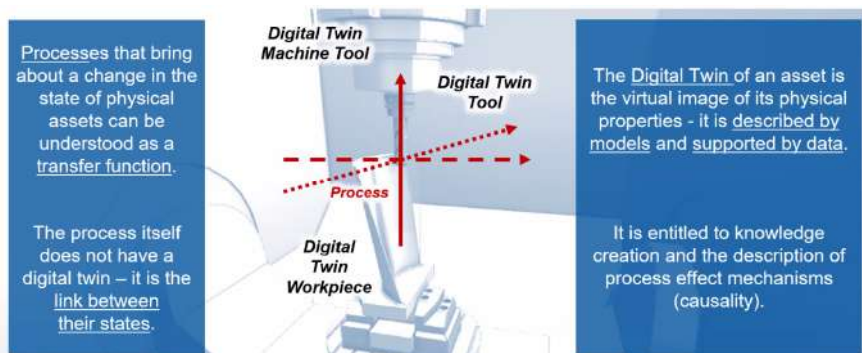 Processes that bring
about a change in the
state of physical
assets can be
understood as a
transfer function.
The process itself
does not have a
digital twin – it is the
link between
their states.
Digital Twin
Machine Tool
Digital Twin
Tool
Process
Digital
Twin
Workpiece
The Digital Twin of an asset is
the virtual image of its physical
properties - it is described by
models and supported by data.
It is entitled to knowledge
creation and the description of
process effect mechanisms
(causality).